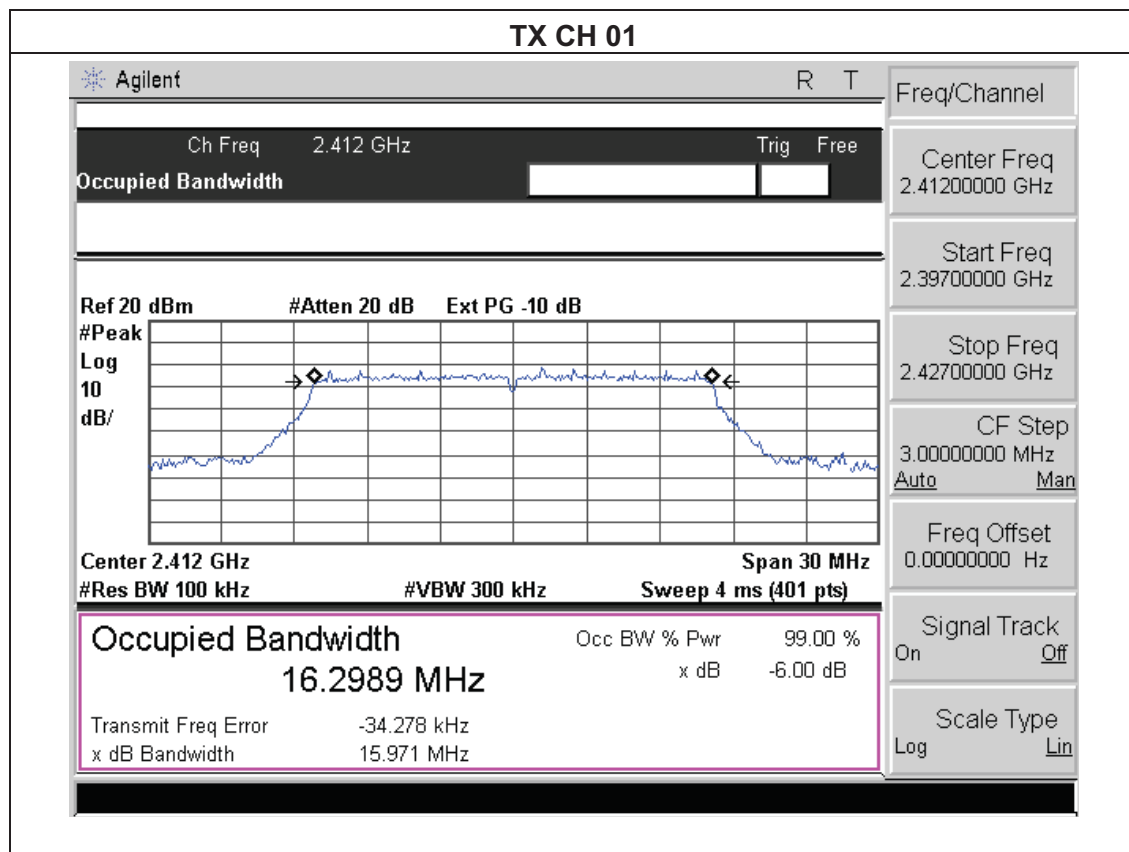 TX CH 01
Agilent R T
Ch Freq 2.412 GHz Trig Free
Occupied Bandwidth
Ref 20 dBm #Atten 20 dB Ext PG -10 dB
#Peak
Log
10
dB/
Center 2.412 GHz Span 30 MHz
#Res BW 100 kHz #VBW 300 kHz Sweep 4 ms (401 pts)
Occupied Bandwidth Occ BW % Pwr 99.00 %
16.2989 MHz x dB -6.00 dB
Transmit Freq Error -34.278 kHz
x dB Bandwidth 15.971 MHz
Freq/Channel
Center Freq
2.41200000 GHz
Start Freq
2.39700000 GHz
Stop Freq
2.42700000 GHz
CF Step
3.00000000 MHz
Auto Man
Freq Offset
0.00000000 Hz
Signal Track
On Off
Scale Type
Log Lin